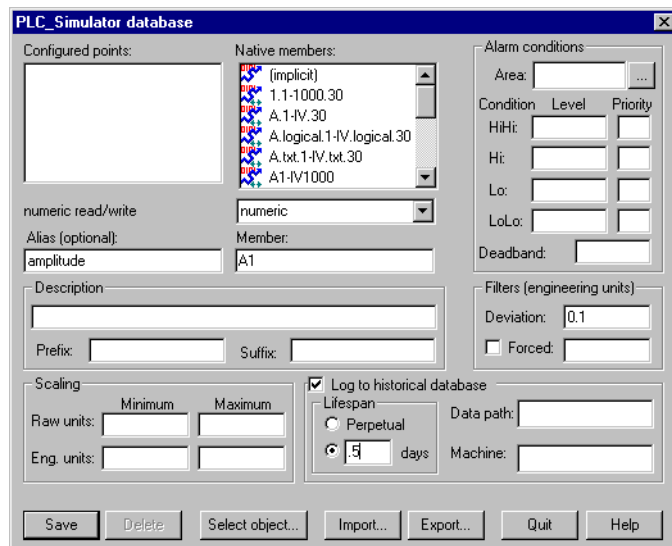 PLC_Simulator database
Configured points:
Native members:
(implicit)
1.1-1000.30
A.1-IV.30
A.logical.1-IV.logical.30
A.txt.1-IV.txt.30
A1-IV1000
numeric read/write
numeric
Alias (optional):
Member:
amplitude
A1
Alarm conditions
Area:
...
Condition Level Priority
HiHi:
Hi:
Lo:
LoLo:
Deadband:
Description
Prefix:
Suffix:
Filters (engineering units)
Deviation: 0.1
Forced:
Scaling
Minimum Maximum
Raw units:
Eng. units:
Log to historical database
Lifespan
Perpetual
.5 days
Data path:
Machine:
Save Delete Select object... Import... Export... Quit Help